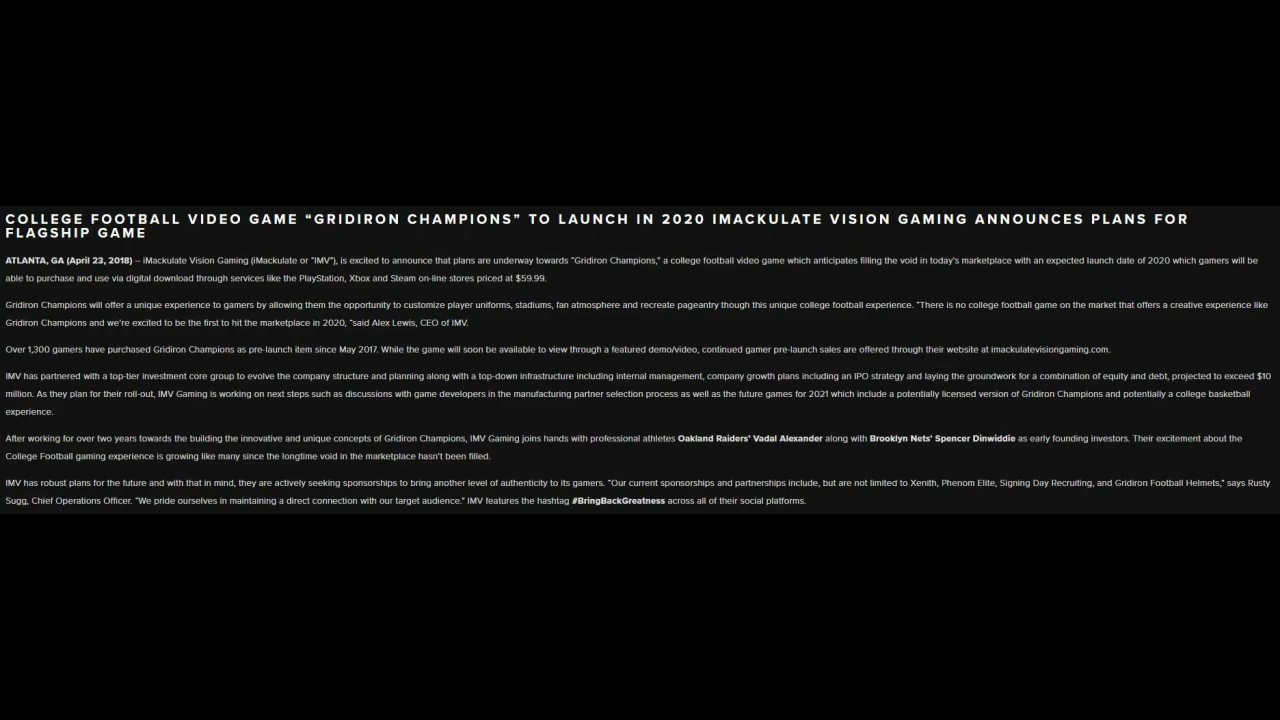 COLLEGE FOOTBALL VIDEO GAME “GRIDIRON CHAMPIONS” TO LAUNCH IN 2020 IMACKULATE VISION GAMING ANNOUNCES PLANS FOR
FLAGSHIP GAME
ATLANTA, GA (April 23, 2018) – iMackulate Vision Gaming (iMackulate or “IMV”), is excited to announce that plans are underway towards “Gridiron Champions,” a college football video game which anticipates filling the void in today’s marketplace with an expected launch date of 2020 which gamers will be
able to purchase and use via digital download through services like the PlayStation, Xbox and Steam on-line stores priced at $59.99.
Gridiron Champions will offer a unique experience to gamers by allowing them the opportunity to customize player uniforms, stadiums, fan atmosphere and recreate pageantry though this unique college football experience. “There is no college football game on the market that offers a creative experience like
Gridiron Champions and we’re excited to be the first to hit the marketplace in 2020, “said Alex Lewis, CEO of IMV.
Over 1,300 gamers have purchased Gridiron Champions as pre-launch item since May 2017. While the game will soon be available to view through a featured demo/video, continued gamer pre-launch sales are offered through their website at imackulatevisiongaming.com.
IMV has partnered with a top-tier investment core group to evolve the company structure and planning along with a top-down infrastructure including internal management, company growth plans including an IPO strategy and laying the groundwork for a combination of equity and debt, projected to exceed $10
million. As they plan for their roll-out, IMV Gaming is working on next steps such as discussions with game developers in the manufacturing partner selection process as well as the future games for 2021 which include a potentially licensed version of Gridiron Champions and potentially a college basketball
experience.
After working for over two years towards the building the innovative and unique concepts of Gridiron Champions, IMV Gaming joins hands with professional athletes Oakland Raiders’ Vadal Alexander along with Brooklyn Nets’ Spencer Dinwiddie as early founding investors. Their excitement about the
College Football gaming experience is growing like many since the longtime void in the marketplace hasn’t been filled.
IMV has robust plans for the future and with that in mind, they are actively seeking sponsorships to bring another level of authenticity to its gamers. “Our current sponsorships and partnerships include, but are not limited to Xenith, Phenom Elite, Signing Day Recruiting, and Gridiron Football Helmets,” says Rusty
Sugg, Chief Operations Officer. “We pride ourselves in maintaining a direct connection with our target audience.” IMV features the hashtag #BringBackGreatness across all of their social platforms.